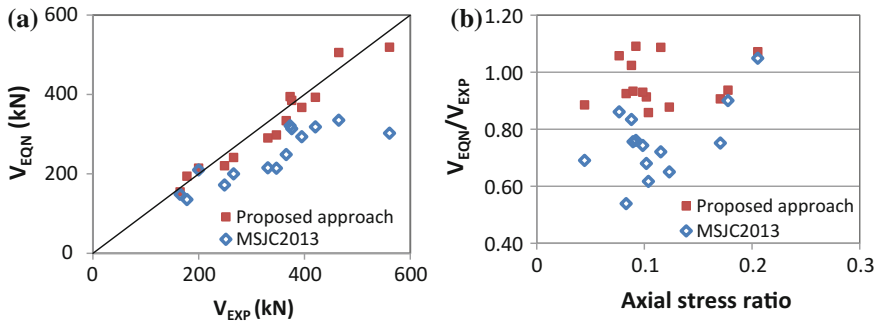 (a)
600
400
200
0
V_EQN (kN)
Proposed approach
MSJC2013
0 200 400 600
V_EXP (kN)
(b)
1.20
1.00
0.80
0.60
0.40
V_EQN/V_EXP
Proposed approach
MSJC2013
0 0.1 0.2 0.3
Axial stress ratio